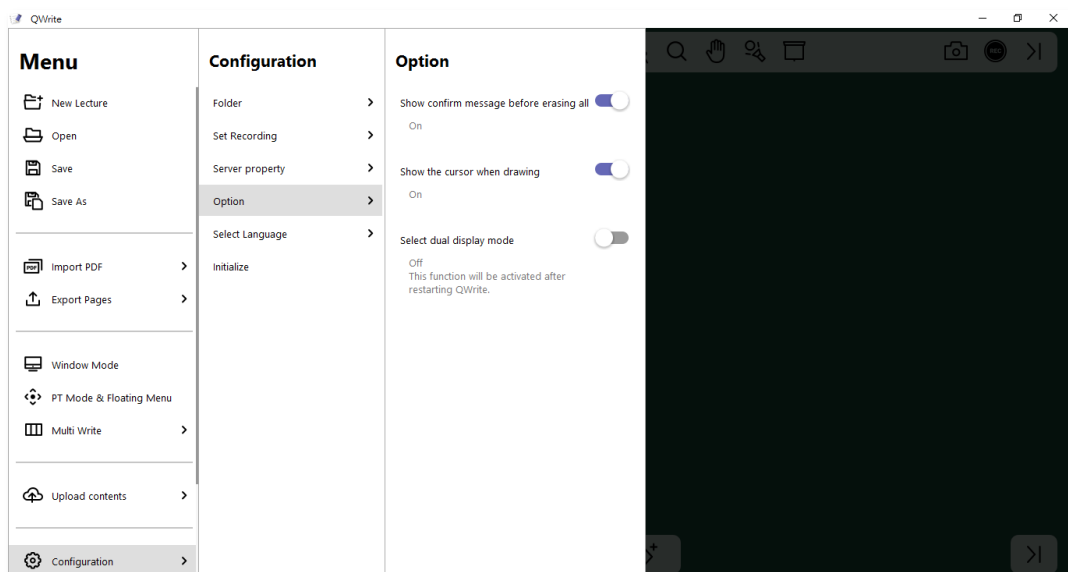 QWrite
Menu
New Lecture
Open
Save
Save As
PDF
Import PDF
Export Pages
Window Mode
PT Mode & Floating Menu
Multi Write
Upload contents
Configuration
Configuration
Folder
Set Recording
Server property
Option
Select Language
Initialize
Option
Show confirm message before erasing all
On
Show the cursor when drawing
On
Select dual display mode
Off
This function will be activated after
restarting QWrite.
REC